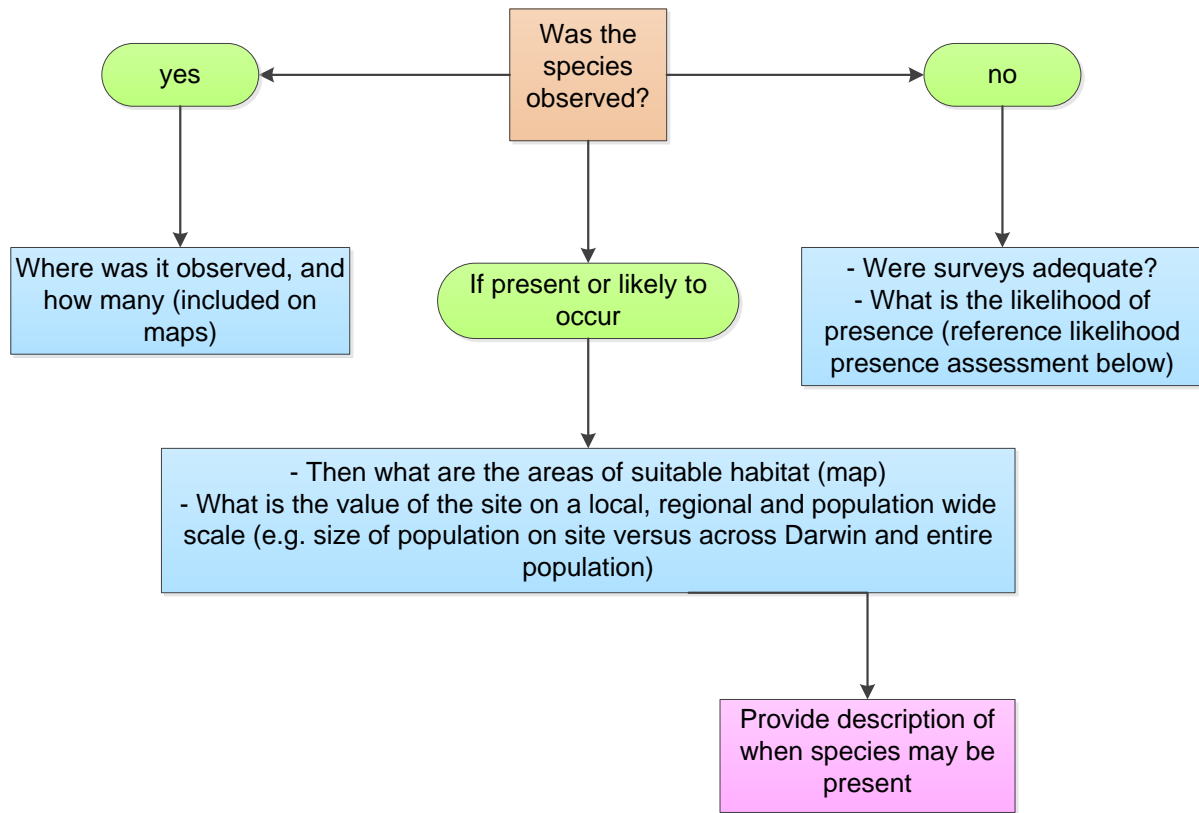 Was the
species
observed?
yes
no
Where was it observed, and
how many (included on
maps)
If present or likely to
occur
- Were surveys adequate?
- What is the likelihood of
presence (reference likelihood
presence assessment below)
- Then what are the areas of suitable habitat (map)
- What is the value of the site on a local, regional and population wide
scale (e.g. size of population on site versus across Darwin and entire
population)
Provide description of
when species may be
present